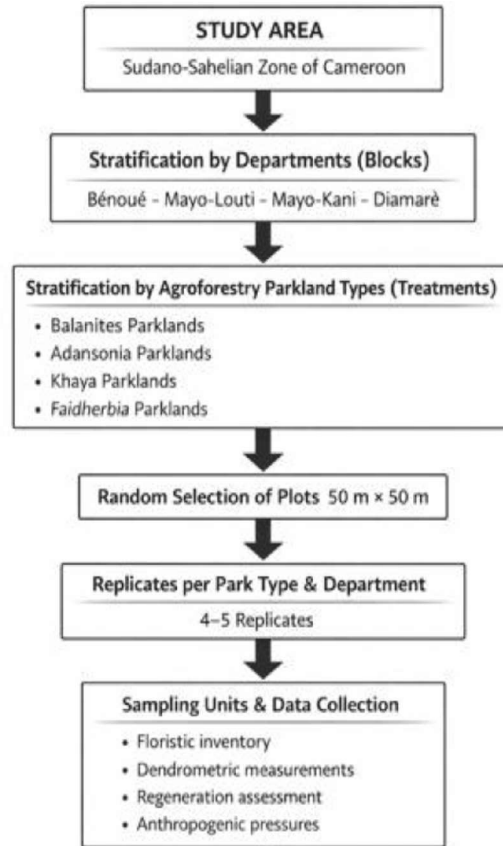 STUDY AREA
Sudano-Sahelian Zone of Cameroon
Stratification by Departments (Blocks)
Bénoué – Mayo-Louti – Mayo-Kani – Diamarè
Stratification by Agroforestry Parkland Types (Treatments)
• Balanites Parklands
• Adansonia Parklands
• Khaya Parklands
• Faidherbia Parklands
Random Selection of Plots 50 m × 50 m
Replicates per Park Type & Department
4–5 Replicates
Sampling Units & Data Collection
• Floristic inventory
• Dendrometric measurements
• Regeneration assessment
• Anthropogenic pressures